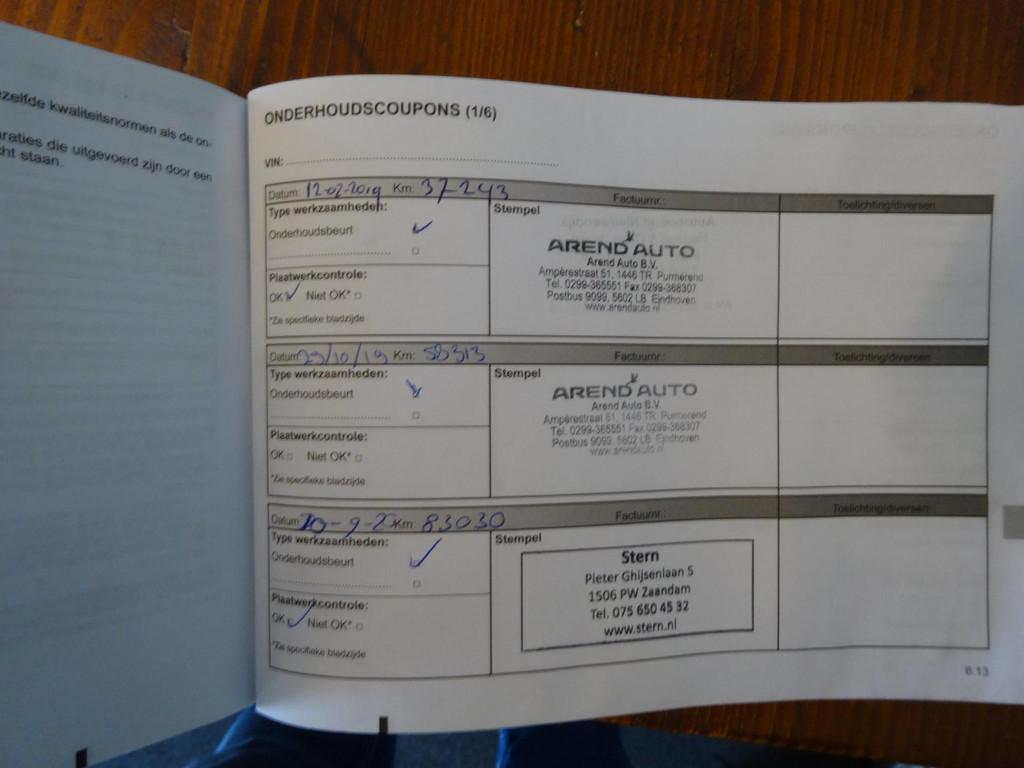 zelfde kwaliteitsnormen als de on-
raties die uitgevoerd zijn door een
cht staan.
ONDERHOUDSCOUPONS (1/6)
VIN:
Datum: 12-02-2019 Km: 37243 Factuurnr.: Toelichting/diversen
Type werkzaamheden: Stempel
Onderhoudsbeurt
AREND AUTO
Arend Auto B.V.
Ampèrestraat 51, 1446 TR Purmerend
Tel. 0299-365551 Fax 0299-368307
Postbus 9099, 5602 LB Eindhoven
www.arendauto.nl
Plaatwerkcontrole:
OK Niet OK*
*Zie specifieke bladzijde
Datum: 29/10/19 Km: 58313 Factuurnr.: Toelichting/diversen
Type werkzaamheden: Stempel
Onderhoudsbeurt
AREND AUTO
Arend Auto B.V.
Ampèrestraat 51, 1446 TR Purmerend
Tel. 0299-365551 Fax 0299-368307
Postbus 9099, 5602 LB Eindhoven
www.arendauto.nl
Plaatwerkcontrole:
OK Niet OK*
*Zie specifieke bladzijde
Datum: Km: 83030 Factuurnr.: Toelichting/diversen
Type werkzaamheden: Stempel
Onderhoudsbeurt
Stern
Pieter Ghijsenlaan 5
1506 PW Zaandam
Tel. 075 650 45 32
www.stern.nl
Plaatwerkcontrole:
OK Niet OK*
*Zie specifieke bladzijde
6.13